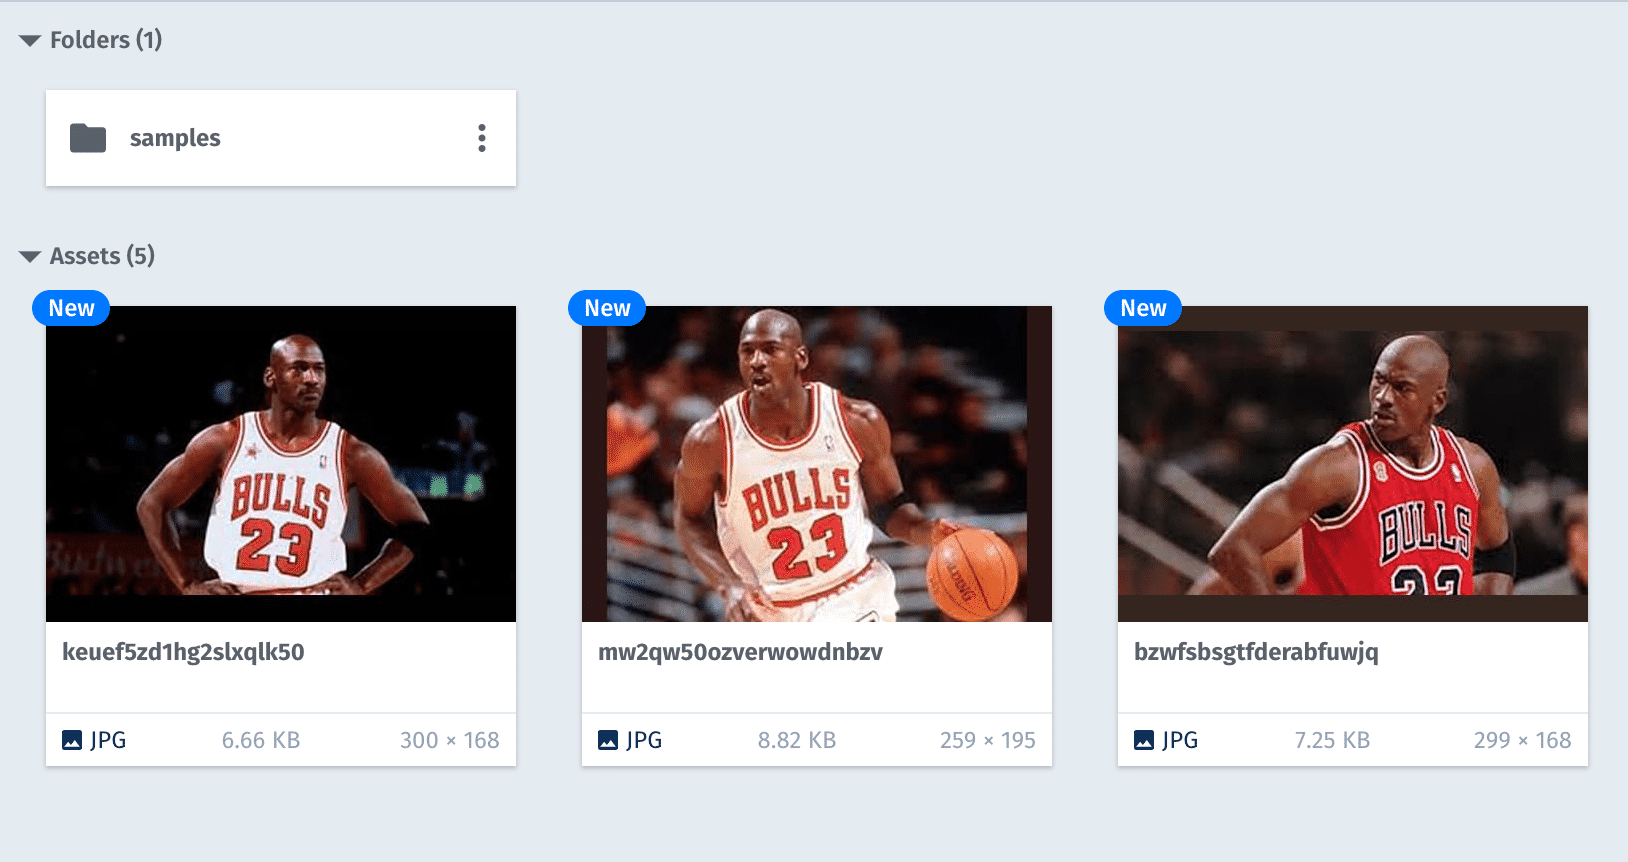 Folders (1)
samples
Assets (5)
New
New
New
BULLS
23
BULLS
23
BULLS
23
keuef5zd1hg2slxqlk50
mw2qw50ozverwowdnbzv
bzwfsbsgtfderabfuwjq
JPG 6.66 KB 300 × 168
JPG 8.82 KB 259 × 195
JPG 7.25 KB 299 × 168